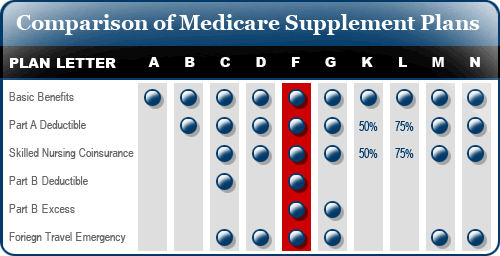 Comparison of Medicare Supplement Plans
PLAN LETTER A B C D F G K L M N
Basic Benefits
Part A Deductible 50% 75%
Skilled Nursing Coinsurance 50% 75%
Part B Deductible
Part B Excess
Foriegn Travel Emergency